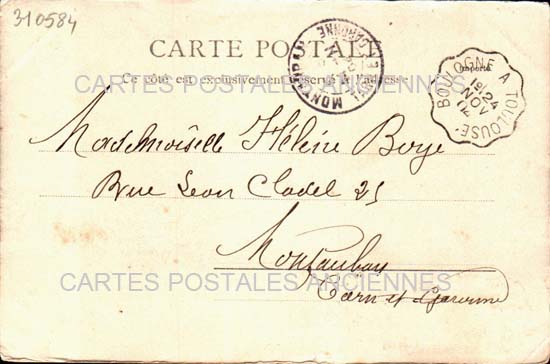 310584
CARTE POSTALE
Ce côté est exclusivement réservé à l'adresse
CARTES POSTALES ANCIENNES
BOULOGNE A TOULOUSE
24
NOV
MONTAUBAN
Mademoiselle Hélène Boye
Rue Leon Cladel 25
Montauban
CARTES POSTALES ANCIENNES
Tarn et Garonne